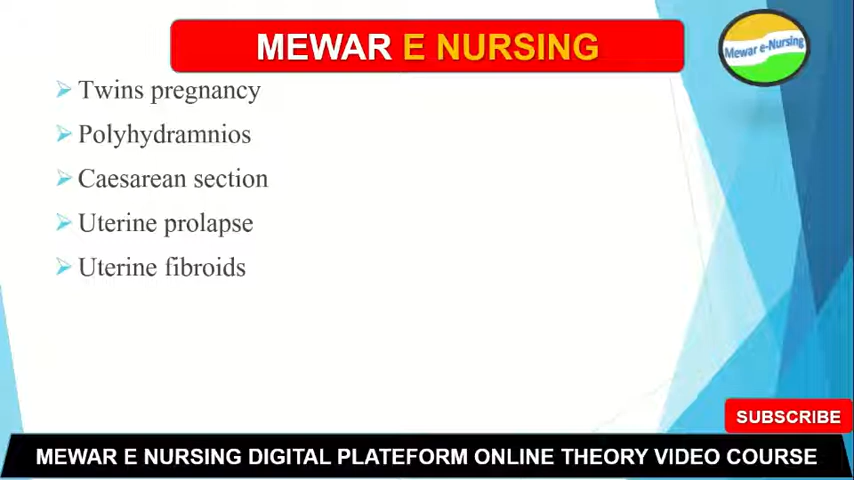 MEWAR E NURSING
Mewar e-Nursing
Twins pregnancy
Polyhydramnios
Caesarean section
Uterine prolapse
Uterine fibroids
SUBSCRIBE
MEWAR E NURSING DIGITAL PLATEFORM ONLINE THEORY VIDEO COURSE